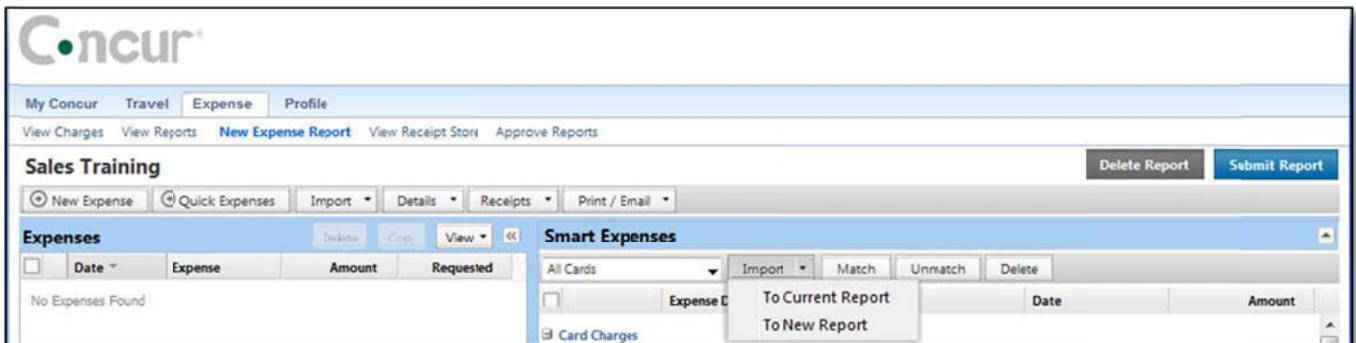 Concur
My Concur Travel Expense Profile
View Charges View Reports New Expense Report View Receipt Store Approve Reports
Sales Training Delete Report Submit Report
New Expense Quick Expenses Import Details Receipts Print / Email
Expenses Delete Copy View Smart Expenses
Date Expense Amount Requested All Cards Import Match Unmatch Delete
No Expenses Found Expense D To Current Report Date Amount
To New Report
Card Charges